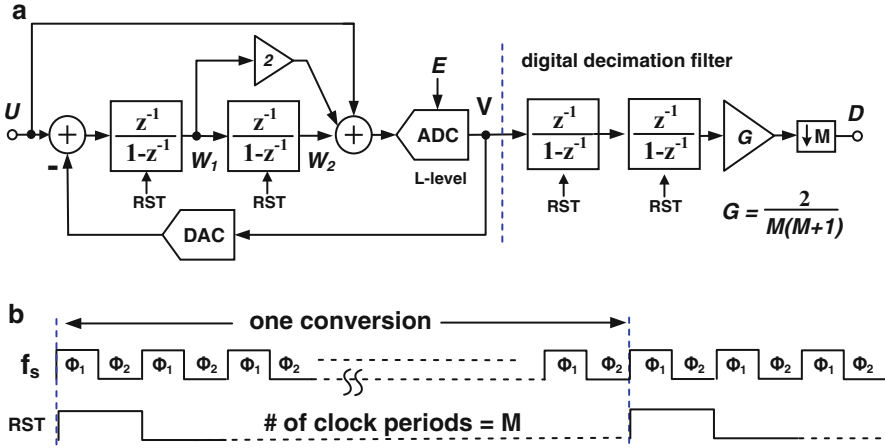 a
2
digital decimation filter
E
U
V
D
+
z⁻¹
1-z⁻¹
W₁
z⁻¹
1-z⁻¹
W₂
+
ADC
z⁻¹
1-z⁻¹
z⁻¹
1-z⁻¹
G
↓M
-
L-level
RST
RST
RST
RST
DAC
G = 2
M(M+1)
b
one conversion
fₛ
Φ₁ Φ₂ Φ₁ Φ₂ Φ₁ Φ₂ Φ₁ Φ₂ Φ₁ Φ₂ Φ₁ Φ₂ Φ₁ Φ₂
RST
# of clock periods = M